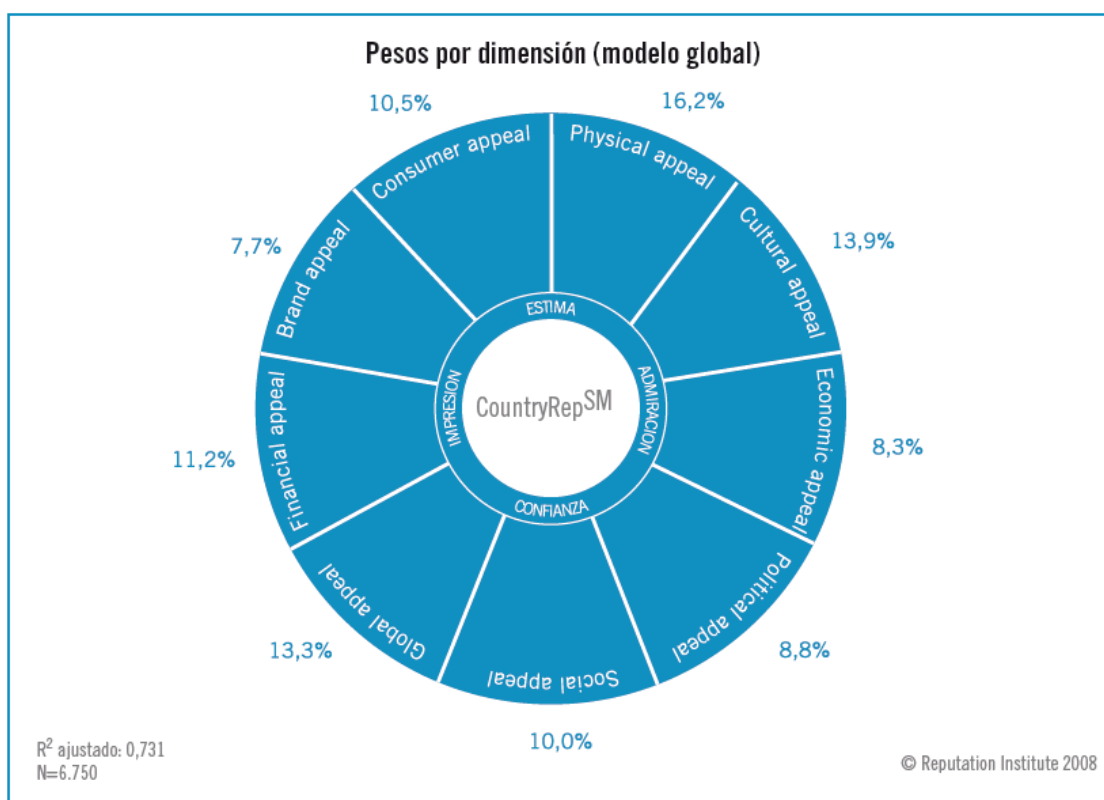 Pesos por dimensión (modelo global)
10,5%
16,2%
Consumer appeal
Physical appeal
7,7%
Brand appeal
Cultural appeal
13,9%
ESTIMA
IMPRESION
CountryRepSM
ADMIRACION
CONFIANZA
11,2%
Financial appeal
Economic appeal
8,3%
13,3%
Global appeal
Social appeal
Political appeal
8,8%
10,0%
R2 ajustado: 0,731
N=6.750
© Reputation Institute 2008